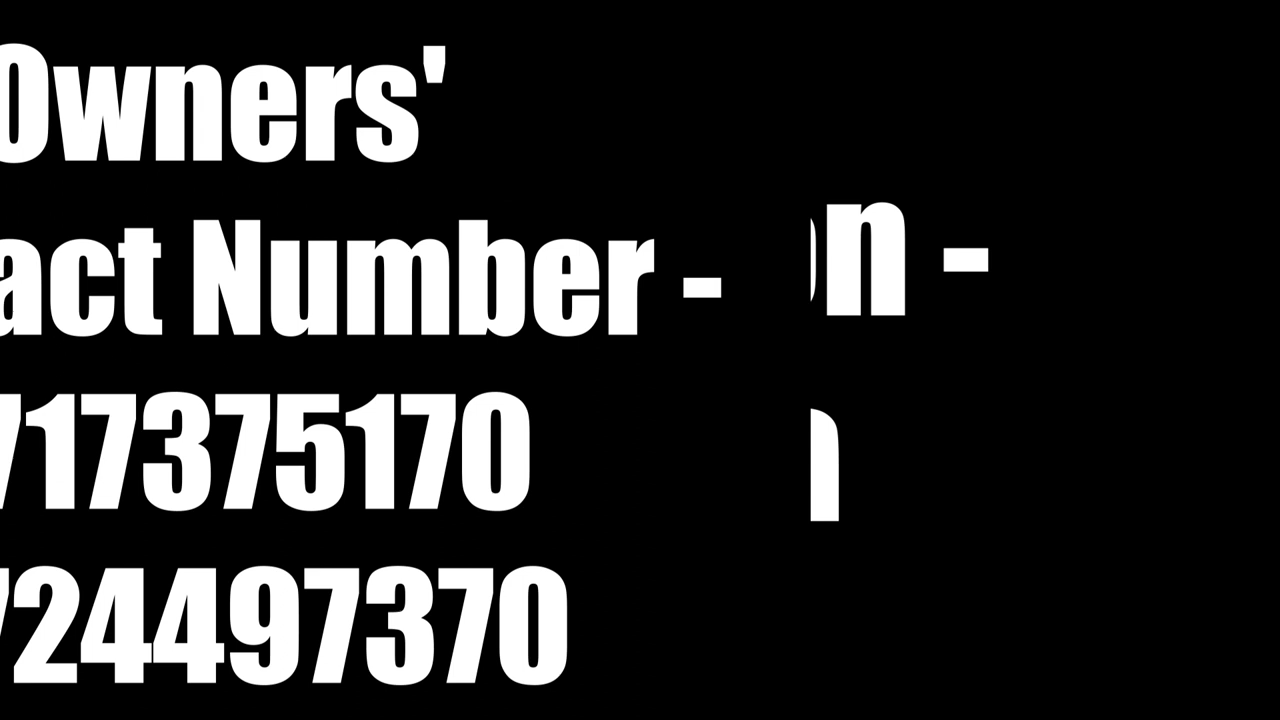 Owners'
act Number -
717375170
724497370
n -